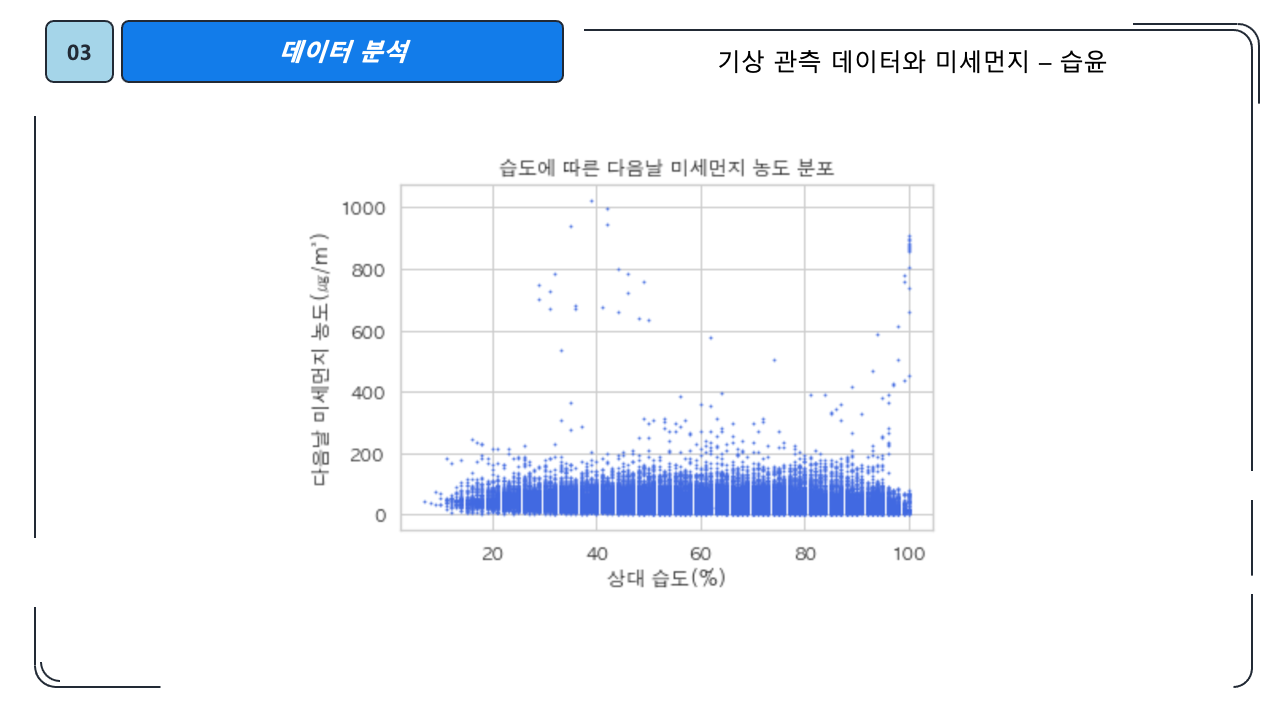 03
데이터 분석
기상 관측 데이터와 미세먼지 – 습윤
습도에 따른 다음날 미세먼지 농도 분포
다음날 미세먼지 농도(㎍/m³)
1000
800
600
400
200
0
20 40 60 80 100
상대 습도(%)